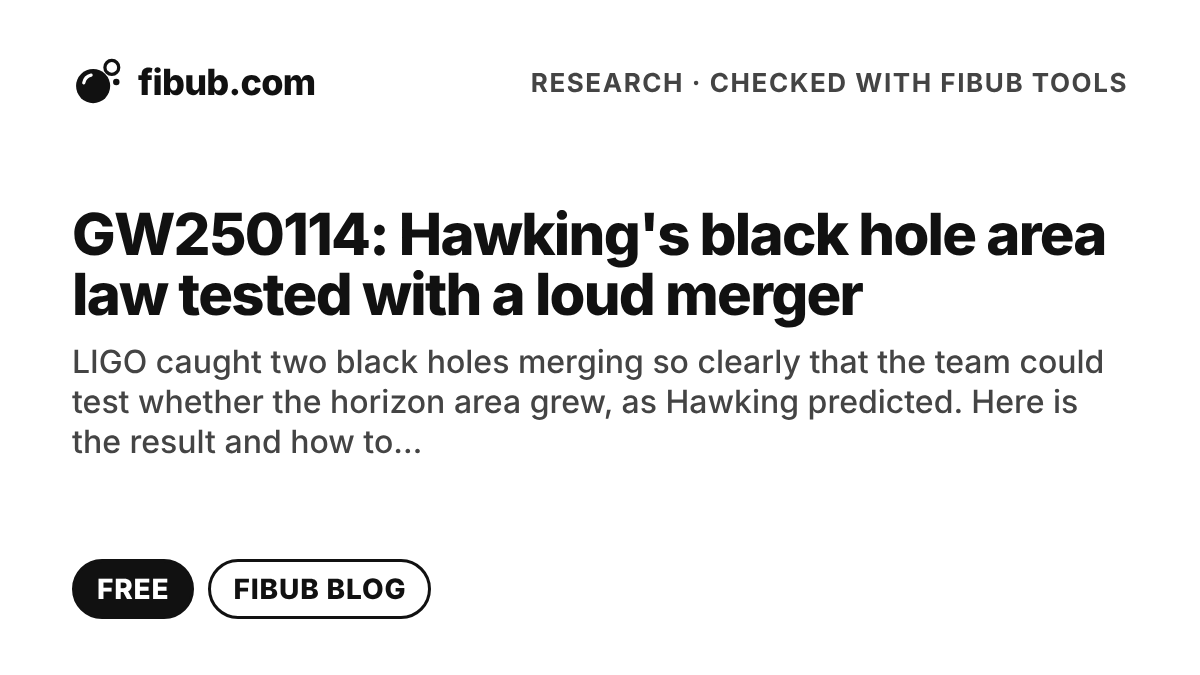 fibub.com
RESEARCH · CHECKED WITH FIBUB TOOLS
GW250114: Hawking's black hole area
law tested with a loud merger
LIGO caught two black holes merging so clearly that the team could
test whether the horizon area grew, as Hawking predicted. Here is
the result and how to...
FREE
FIBUB BLOG